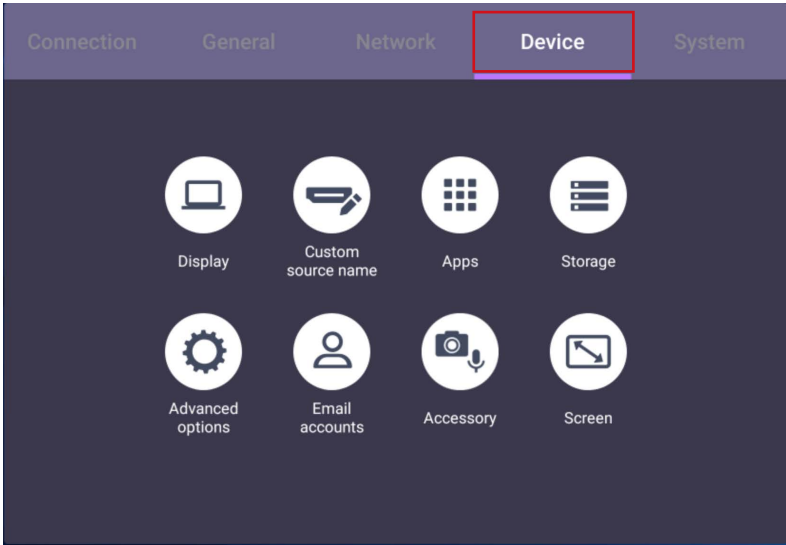 Connection General Network Device System
Display
Custom
source name
Apps
Storage
Advanced
options
Email
accounts
Accessory
Screen